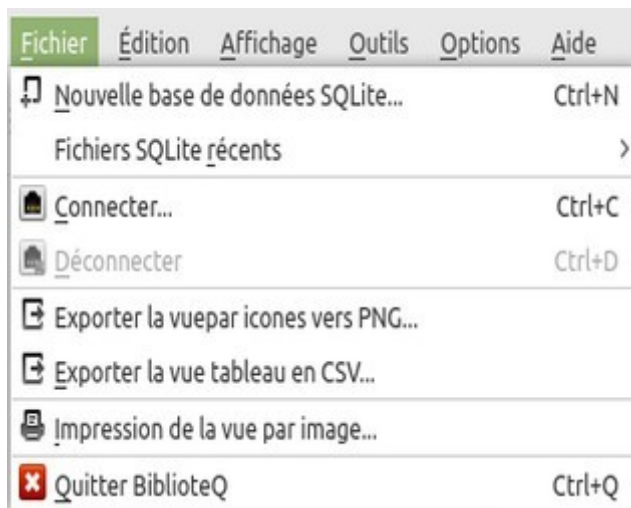 Fichier Édition Affichage Outils Options Aide
Nouvelle base de données SQLite... Ctrl+N
Fichiers SQLite récents
Connecter... Ctrl+C
Déconnecter Ctrl+D
Exporter la vuepar icones vers PNG...
Exporter la vue tableau en CSV...
Impression de la vue par image...
Quitter BiblioteQ Ctrl+Q